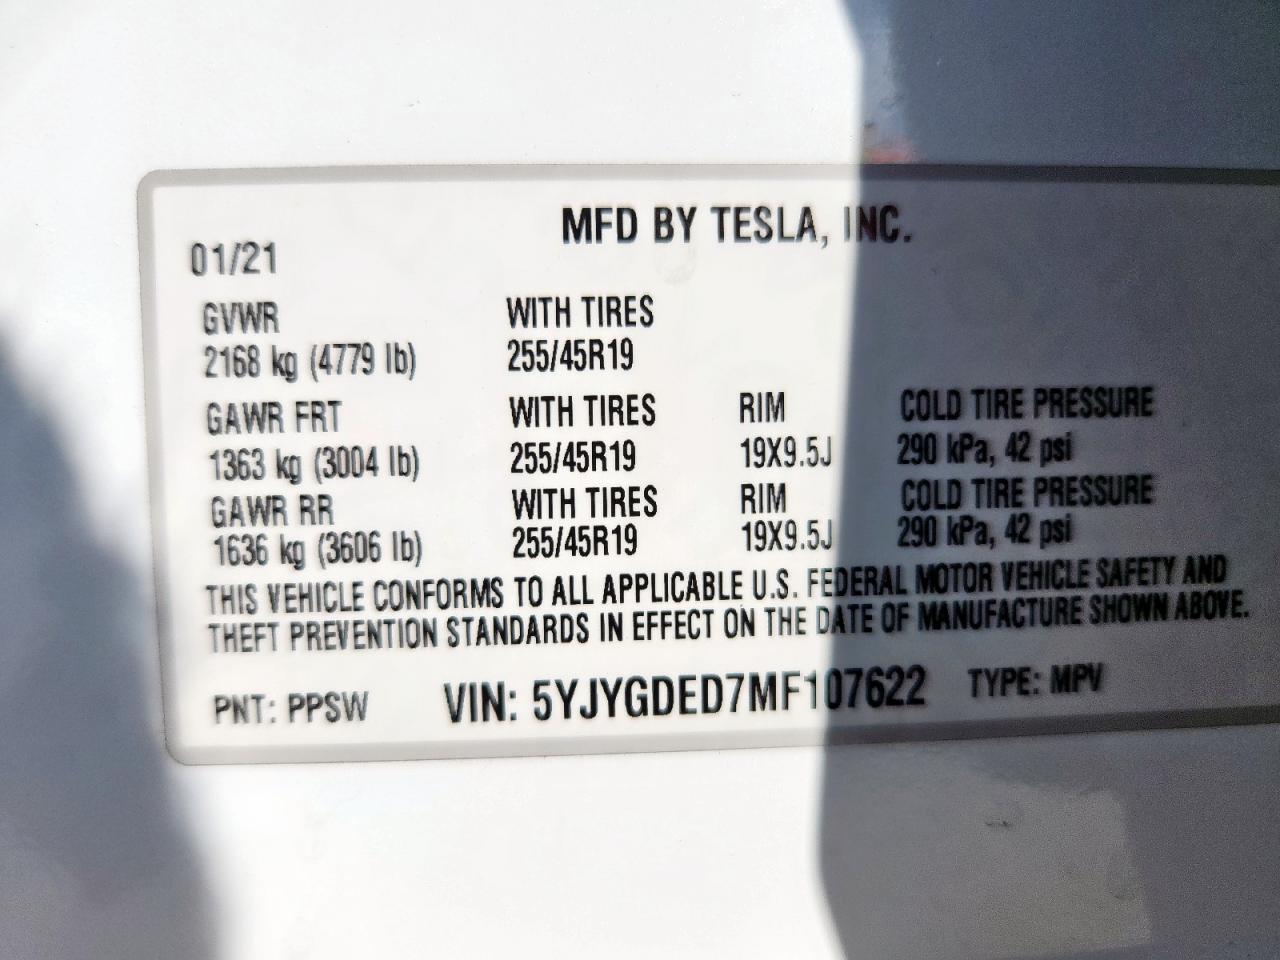 MFD BY TESLA, INC.
01/21
GVWR WITH TIRES
2168 kg (4779 lb) 255/45R19
GAWR FRT WITH TIRES RIM COLD TIRE PRESSURE
1363 kg (3004 lb) 255/45R19 19X9.5J 290 kPa, 42 psi
GAWR RR WITH TIRES RIM COLD TIRE PRESSURE
1636 kg (3606 lb) 255/45R19 19X9.5J 290 kPa, 42 psi
THIS VEHICLE CONFORMS TO ALL APPLICABLE U.S. FEDERAL MOTOR VEHICLE SAFETY AND
THEFT PREVENTION STANDARDS IN EFFECT ON THE DATE OF MANUFACTURE SHOWN ABOVE.
PNT: PPSW VIN: 5YJYGDED7MF107622 TYPE: MPV